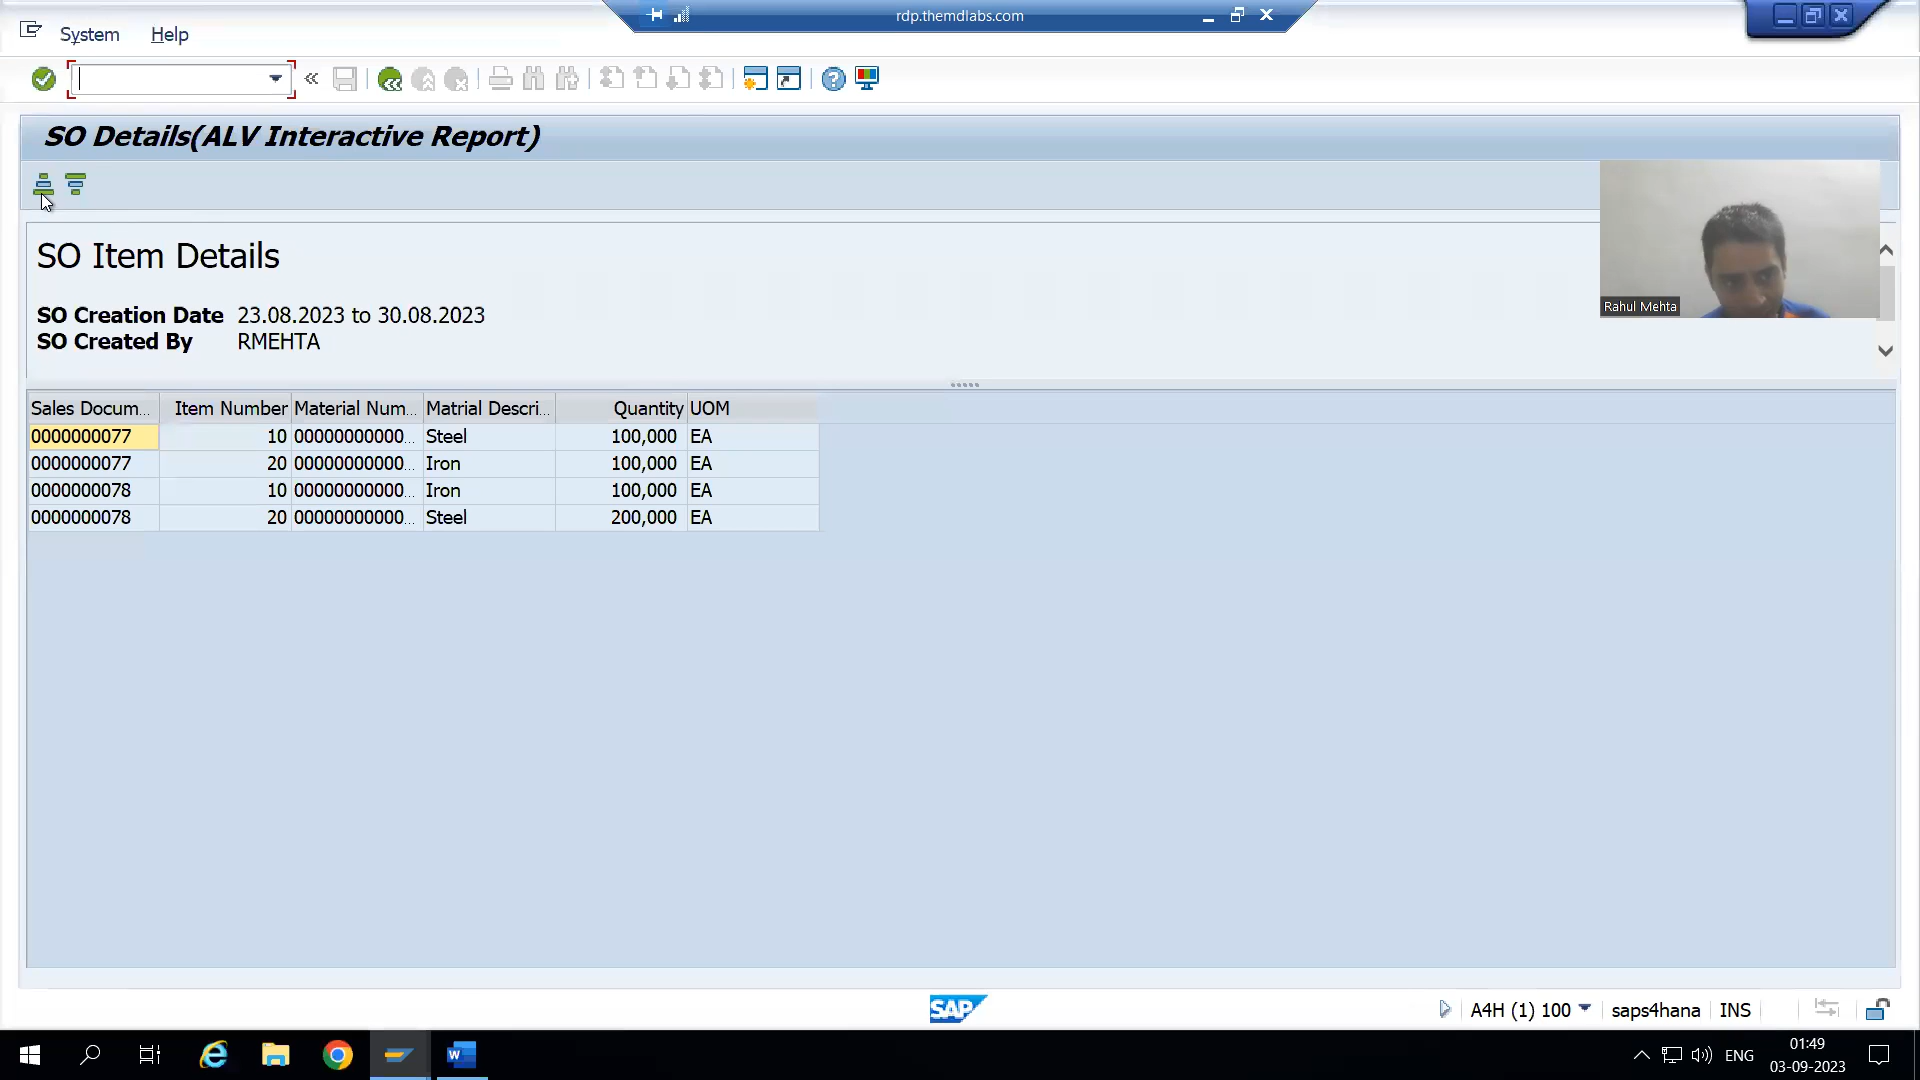 rdp.themdlabs.com
System Help
SO Details(ALV Interactive Report)
SO Item Details
SO Creation Date 23.08.2023 to 30.08.2023
SO Created By RMEHTA
Rahul Mehta
Sales Docum... Item Number Material Num... Matrial Descri... Quantity UOM
0000000077 10 00000000000... Steel 100,000 EA
0000000077 20 00000000000... Iron 100,000 EA
0000000078 10 00000000000... Iron 100,000 EA
0000000078 20 00000000000... Steel 200,000 EA
SAP
A4H (1) 100 saps4hana INS
ENG
01:49
03-09-2023